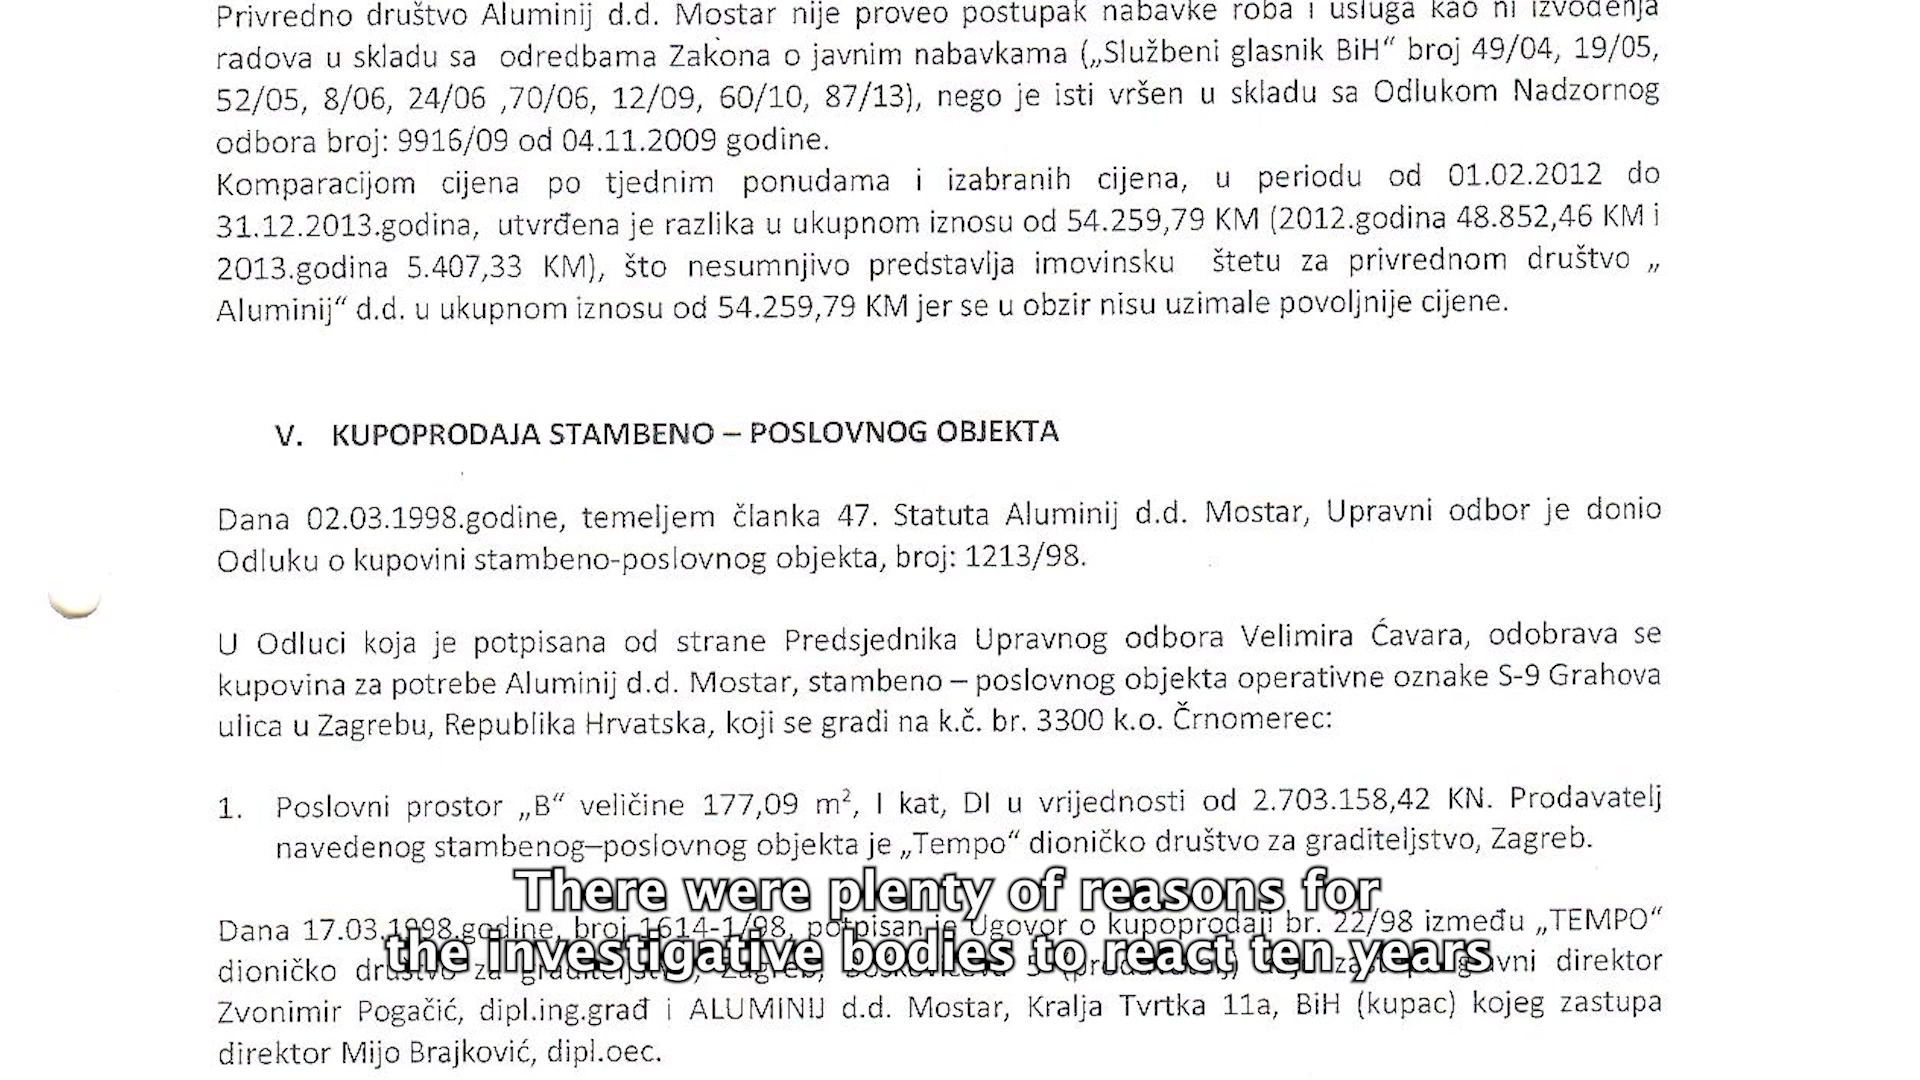 Privredno društvo Aluminij d.d. Mostar nije proveo postupak nabavke roba i usluga kao ni izvođenja
radova u skladu sa odredbama Zakona o javnim nabavkama („Službeni glasnik BiH“ broj 49/04, 19/05,
52/05, 8/06, 24/06 ,70/06, 12/09, 60/10, 87/13), nego je isti vršen u skladu sa Odlukom Nadzornog
odbora broj: 9916/09 od 04.11.2009 godine.
Komparacijom cijena po tjednim ponudama i izabranih cijena, u periodu od 01.02.2012 do
31.12.2013.godina, utvrđena je razlika u ukupnom iznosu od 54.259,79 KM (2012.godina 48.852,46 KM i
2013.godina 5.407,33 KM), što nesumnjivo predstavlja imovinsku štetu za privrednom društvo „
Aluminij“ d.d. u ukupnom iznosu od 54.259,79 KM jer se u obzir nisu uzimale povoljnije cijene.
V. KUPOPRODAJA STAMBENO – POSLOVNOG OBJEKTA
Dana 02.03.1998.godine, temeljem članka 47. Statuta Aluminij d.d. Mostar, Upravni odbor je donio
Odluku o kupovini stambeno-poslovnog objekta, broj: 1213/98.
U Odluci koja je potpisana od strane Predsjednika Upravnog odbora Velimira Ćavara, odobrava se
kupovina za potrebe Aluminij d.d. Mostar, stambeno – poslovnog objekta operativne oznake S-9 Grahova
ulica u Zagrebu, Republika Hrvatska, koji se gradi na k.č. br. 3300 k.o. Črnomerec:
1. Poslovni prostor „B“ veličine 177,09 m², I kat, DI u vrijednosti od 2.703.158,42 KN. Prodavatelj
navedenog stambenog–poslovnog objekta je „Tempo“ dioničko društvo za graditeljstvo, Zagreb.
There were plenty of reasons for
Dana 17.03.1998.godine, broj 1614-1/98, potpisan je Ugovor o kupoprodaji br. 22/98 između „TEMPO“
the investigative bodies to react ten years
dioničko društvo za graditeljstvo, Zagreb, 5 direktor
Zvonimir Pogačić, dipl.ing.građ i ALUMINIJ d.d. Mostar, Kralja Tvrtka 11a, BiH (kupac) kojeg zastupa
direktor Mijo Brajković, dipl.oec.